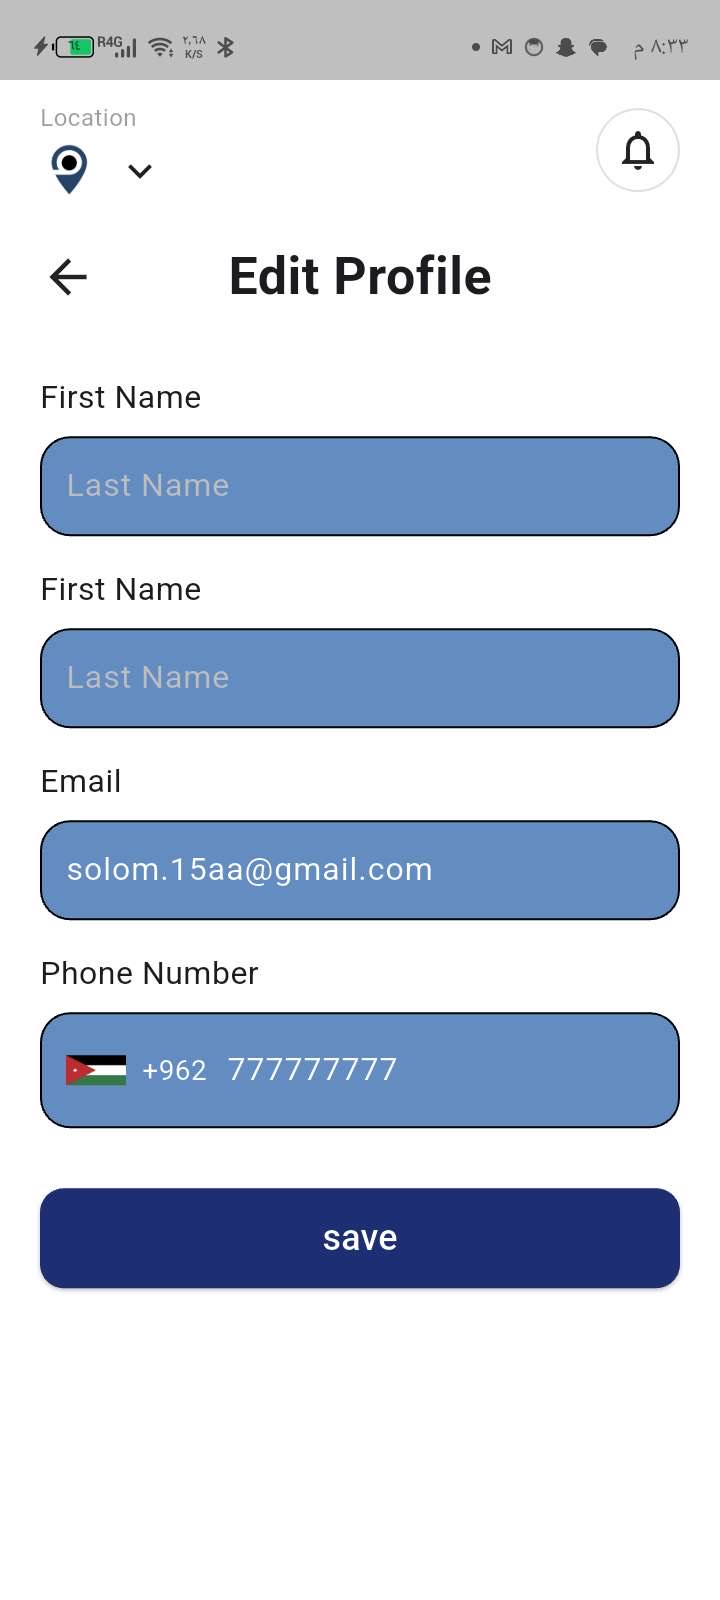 ٦٤ R4G ٢,٦٨ K/S ٨:٣٣ م
Location
Edit Profile
First Name
Last Name
First Name
Last Name
Email
solom.15aa@gmail.com
Phone Number
+962 777777777
save